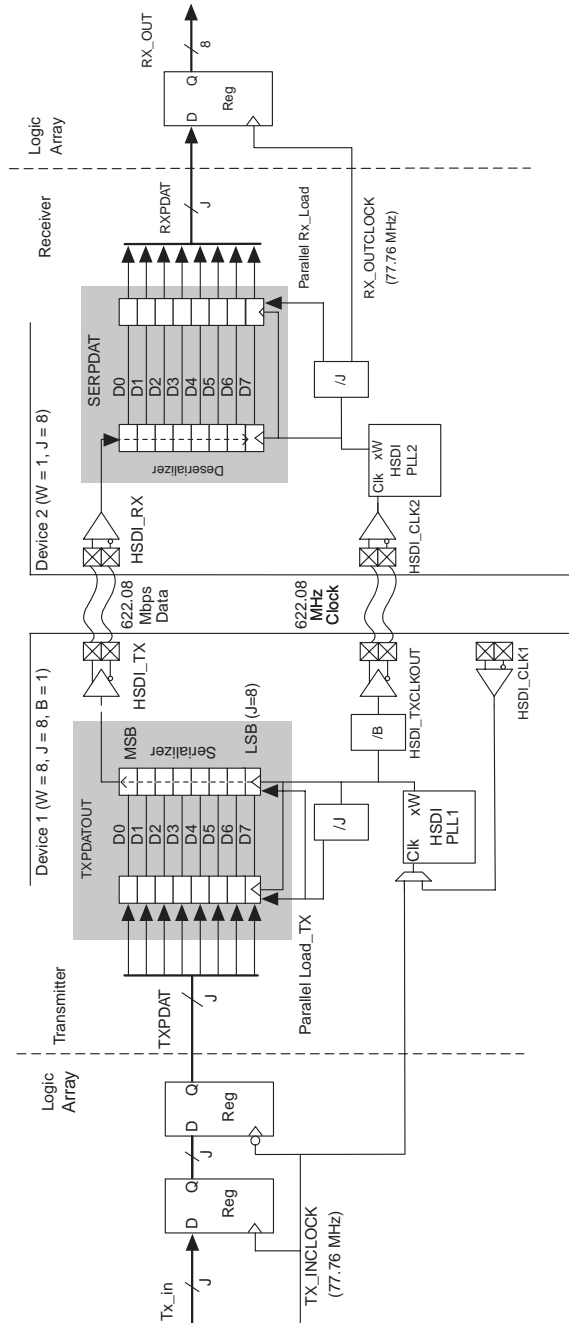 Tx_in
J
TX_INCLOCK
(77.76 MHz)
D
Q
Reg
J
D
Q
Reg
Logic
Array
Transmitter
TXPDAT
J
Parallel Load_TX
Device 1 (W = 8, J = 8, B = 1)
TXPDATOUT
D0
D1
D2
D3
D4
D5
D6
D7
MSB
Serializer
LSB (J=8)
/J
Clk
xW
HSDI
PLL1
/B
HSDI_TX
HSDI_TXCLKOUT
HSDI_CLK1
622.08
Mbps
Data
622.08
MHz
Clock
Device 2 (W = 1, J = 8)
HSDI_RX
HSDI_CLK2
Clk
xW
HSDI
PLL2
Deserializer
SERPDAT
D0
D1
D2
D3
D4
D5
D6
D7
/J
Receiver
RXPDAT
J
Parallel Rx_Load
RX_OUTCLOCK
(77.76 MHz)
Logic
Array
D
Q
Reg
RX_OUT
8